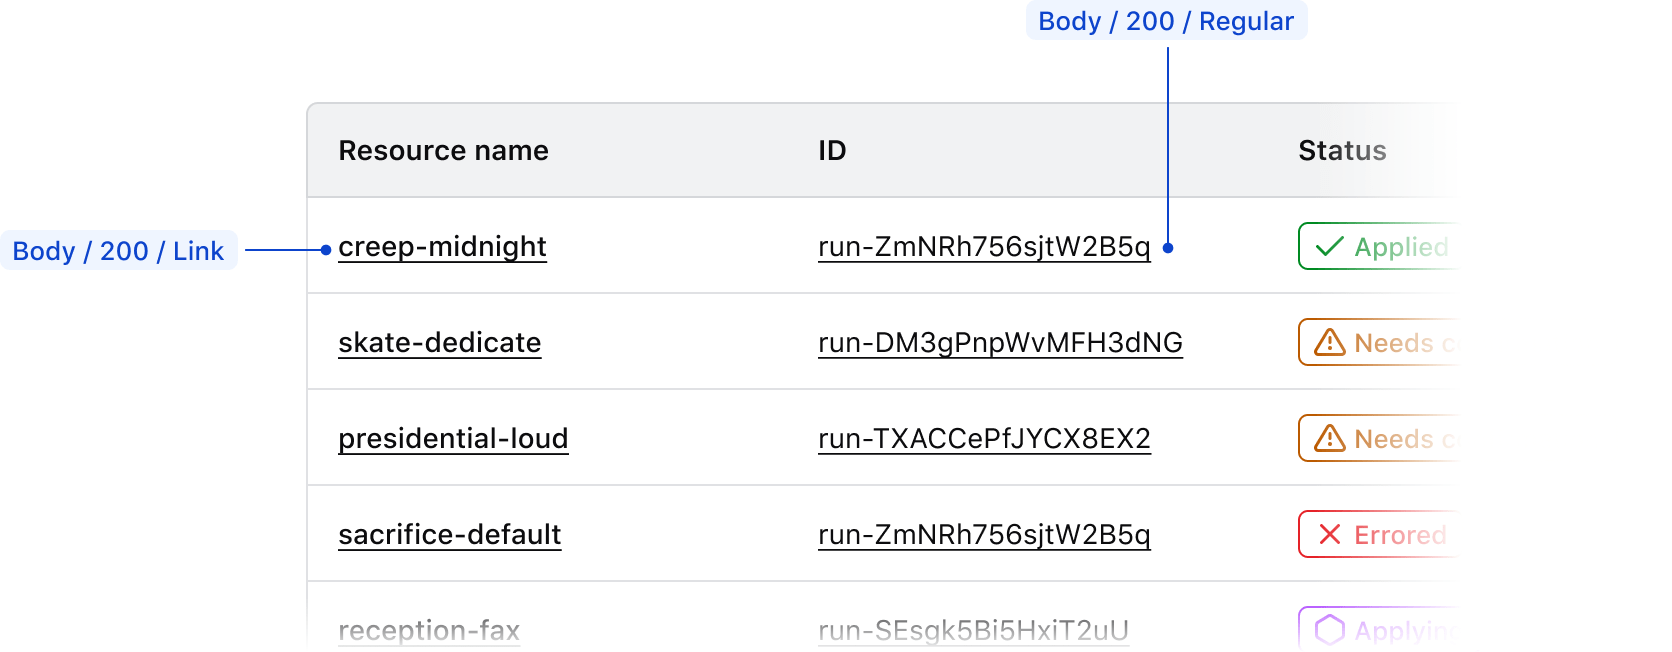 Body / 200 / Regular
Resource name ID Status
Body / 200 / Link
creep-midnight run-ZmNRh756sjtW2B5q Applied
skate-dedicate run-DM3gPnpWvMFH3dNG Needs
presidential-loud run-TXACCePfJYCX8EX2 Needs
sacrifice-default run-ZmNRh756sjtW2B5q Errored
reception-fax run-SEsgk5Bi5HxiT2uU Applying